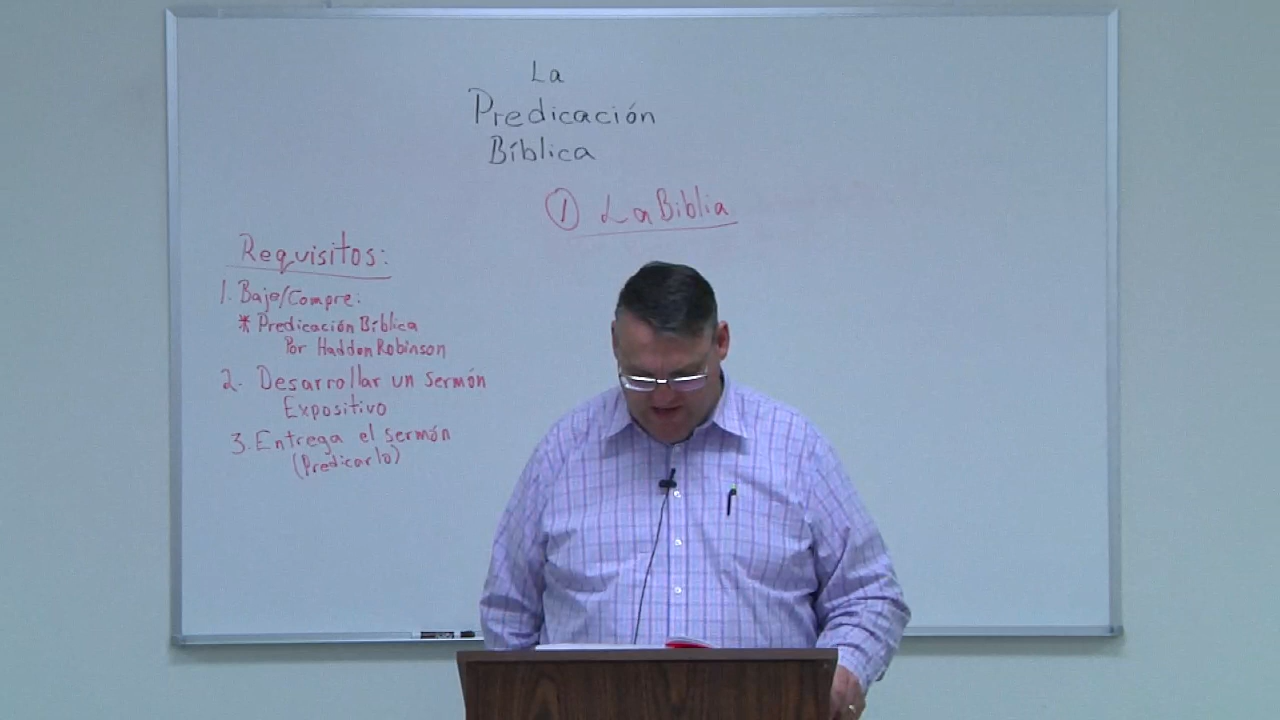 La
Predicación
Bíblica
① La Biblia
Requisitos:
1. Baje/Compre:
* Predicación Bíblica
Por Haddon Robinson
2. Desarrollar un sermón
Expositivo
3. Entrega el sermón
(Predicarlo)